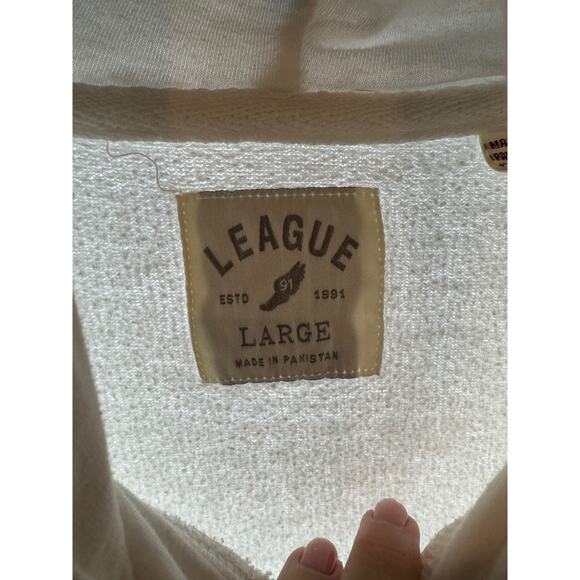 LEAGUE
91
ESTD 1991
LARGE
MADE IN PAKISTAN